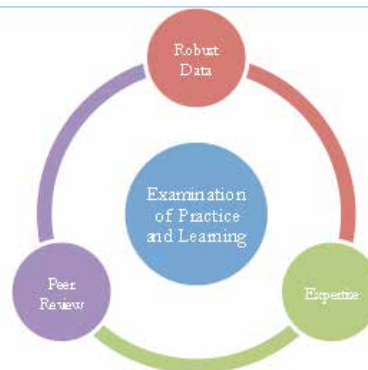 Robust
Data
Examination
of Practice
and Learning
Peer
Review
Expertise